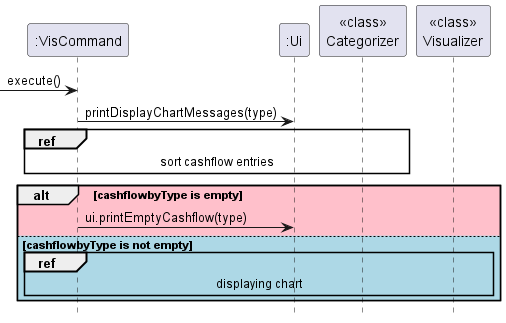 :VisCommand
:Ui
«class»
Categorizer
«class»
Visualizer
execute()
printDisplayChartMessages(type)
ref
sort cashflow entries
alt
[cashflowbyType is empty]
ui.printEmptyCashflow(type)
[cashflowbyType is not empty]
ref
displaying chart